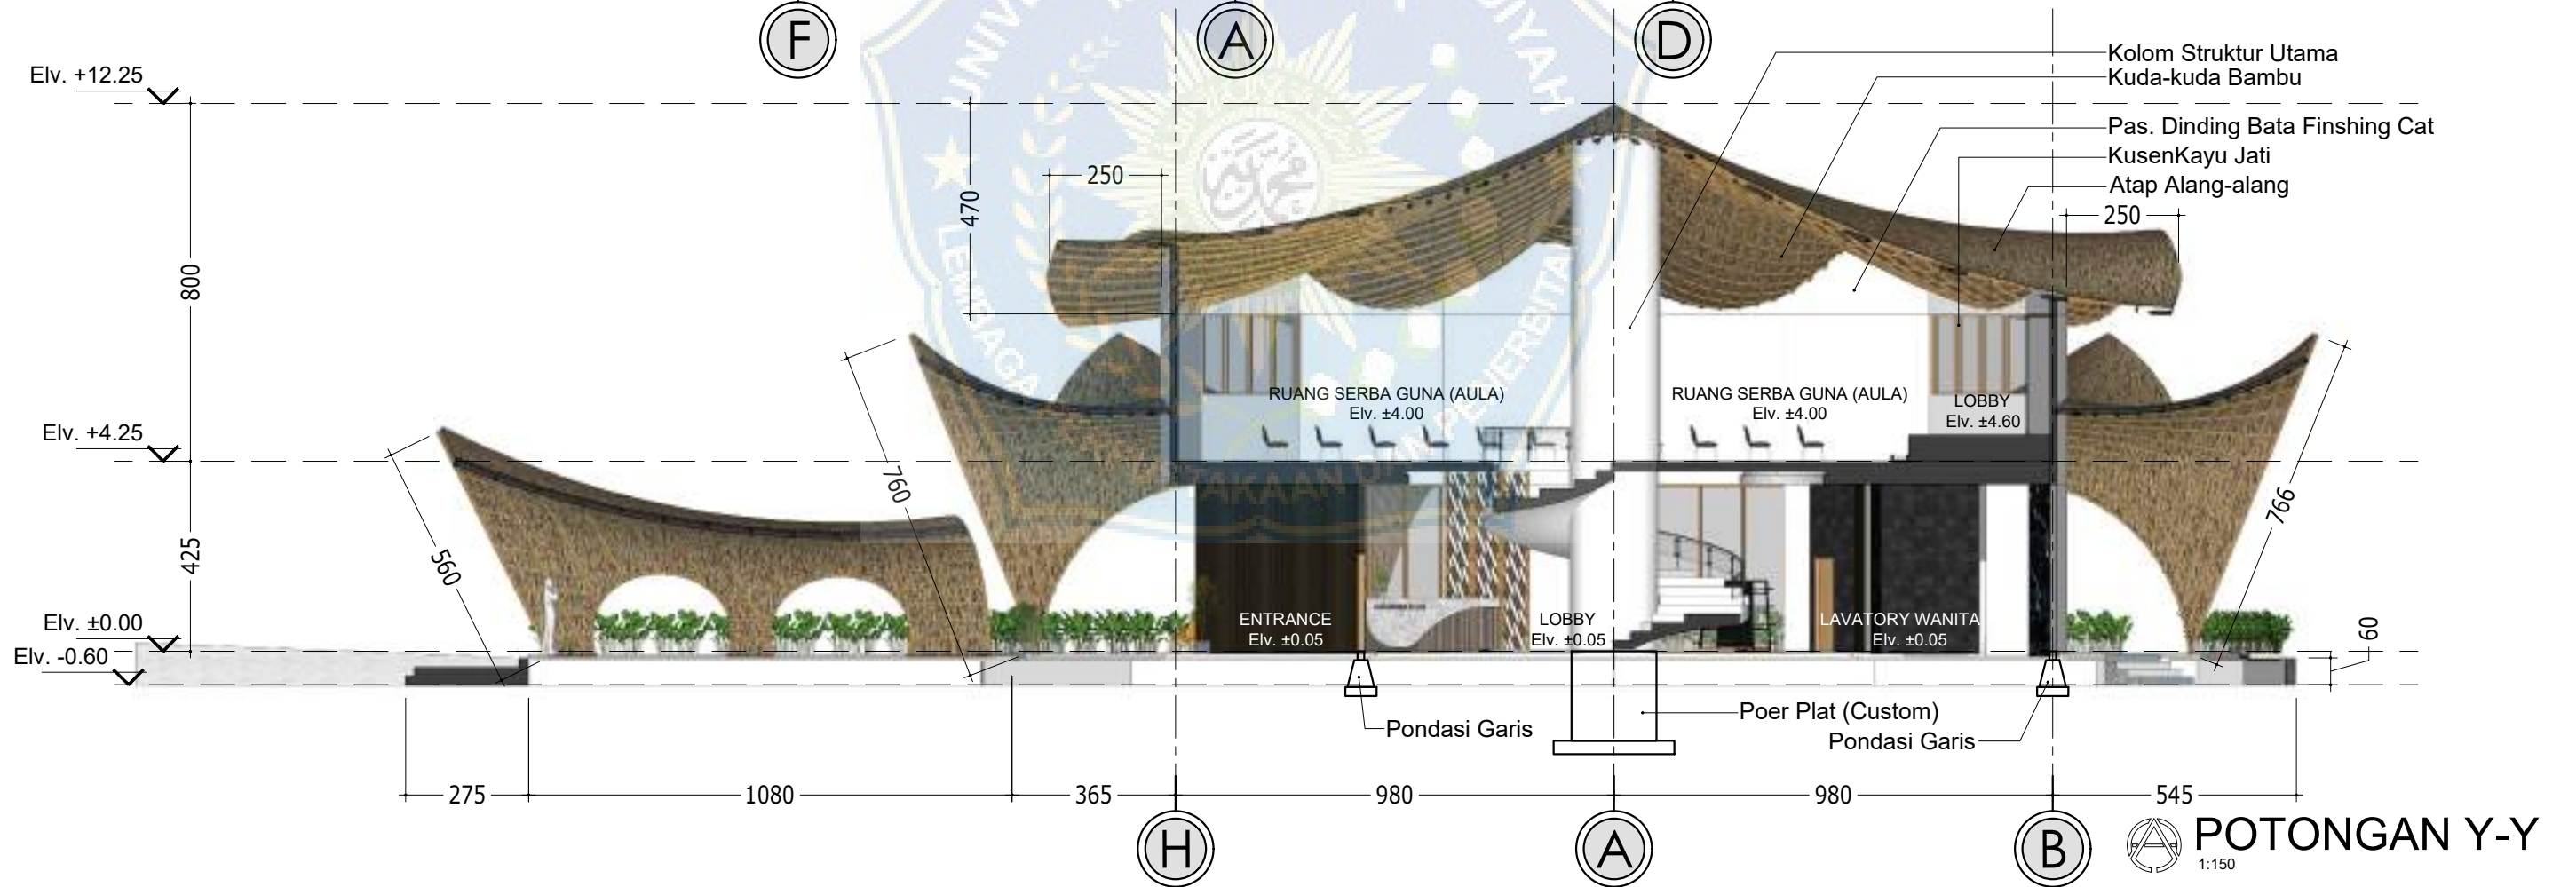 F
A
D
Elv. +12.25
Kolom Struktur Utama
Kuda-kuda Bambu
Pas. Dinding Bata Finshing Cat
KusenKayu Jati
Atap Alang-alang
250
250
470
800
LEMBAGA
RUANG SERBA GUNA (AULA)
Elv. ±4.00
RUANG SERBA GUNA (AULA)
Elv. ±4.00
LOBBY
Elv. ±4.60
Elv. +4.25
760
766
560
425
Elv. ±0.00
Elv. -0.60
ENTRANCE
Elv. ±0.05
LOBBY
Elv. ±0.05
LAVATORY WANITA
Elv. ±0.05
60
Pondasi Garis
Poer Plat (Custom)
Pondasi Garis
275
1080
365
980
980
545
H
A
B
POTONGAN Y-Y
1:150